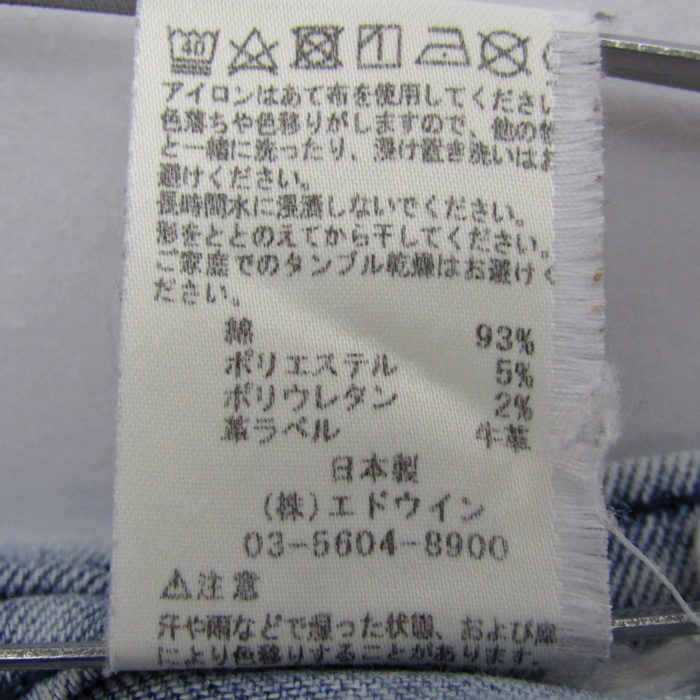 40
アイロンはあて布を使用してください
色落ちや色移りがしますので、他の
と一緒に洗ったり、浸け置き洗いはお
避けください。
長時間水に浸漬しないでください。
形をととのえてから干してください。
ご家庭でのタンブル乾燥はお避けく
ださい。
綿 93%
ポリエステル 5%
ポリウレタン 2%
革ラベル 牛革
日本製
(株)エドウイン
03-5604-8900
⚠注意
汗や雨などで湿った状態、および
により色移りすることがあります。